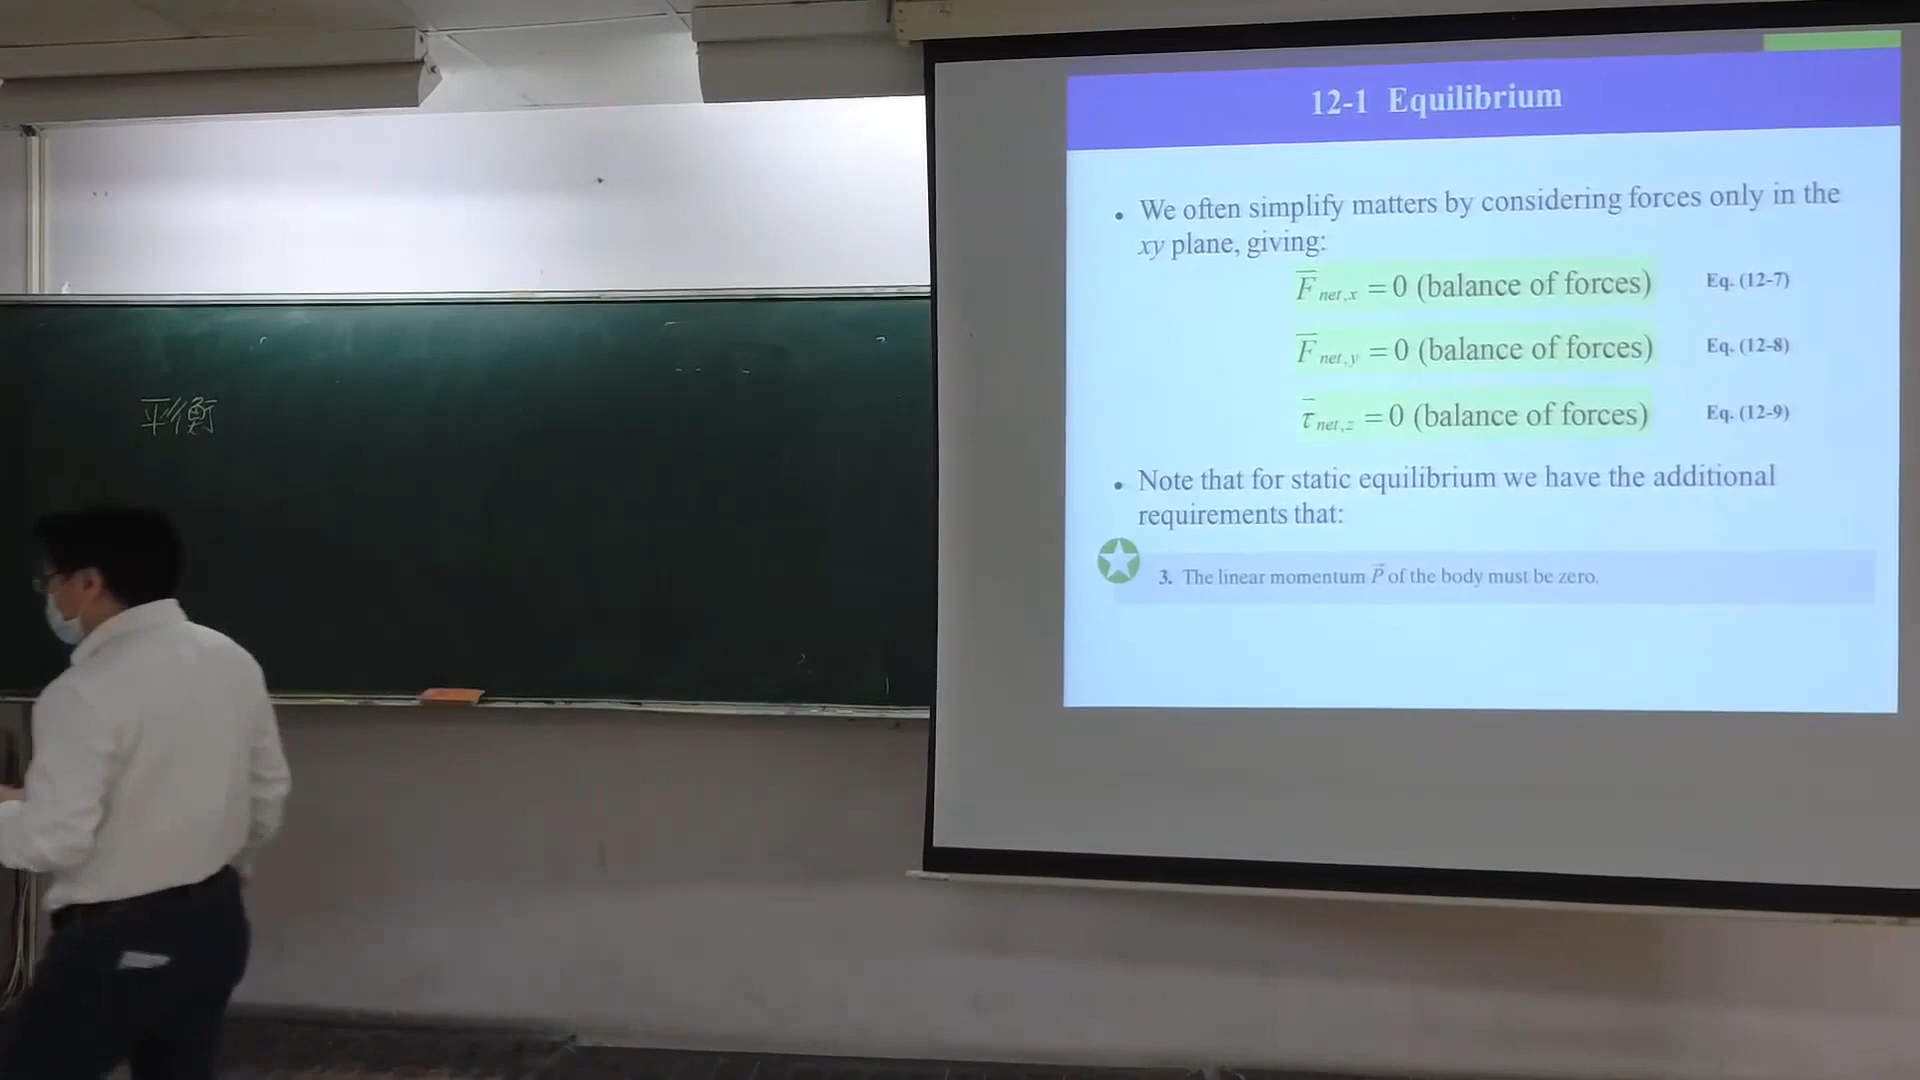 平衡
12-1 Equilibrium
• We often simplify matters by considering forces only in the
xy plane, giving:
F̅ net,x = 0 (balance of forces) Eq. (12-7)
F̅ net,y = 0 (balance of forces) Eq. (12-8)
τ̅ net,z = 0 (balance of forces) Eq. (12-9)
• Note that for static equilibrium we have the additional
requirements that:
3. The linear momentum P⃗ of the body must be zero.